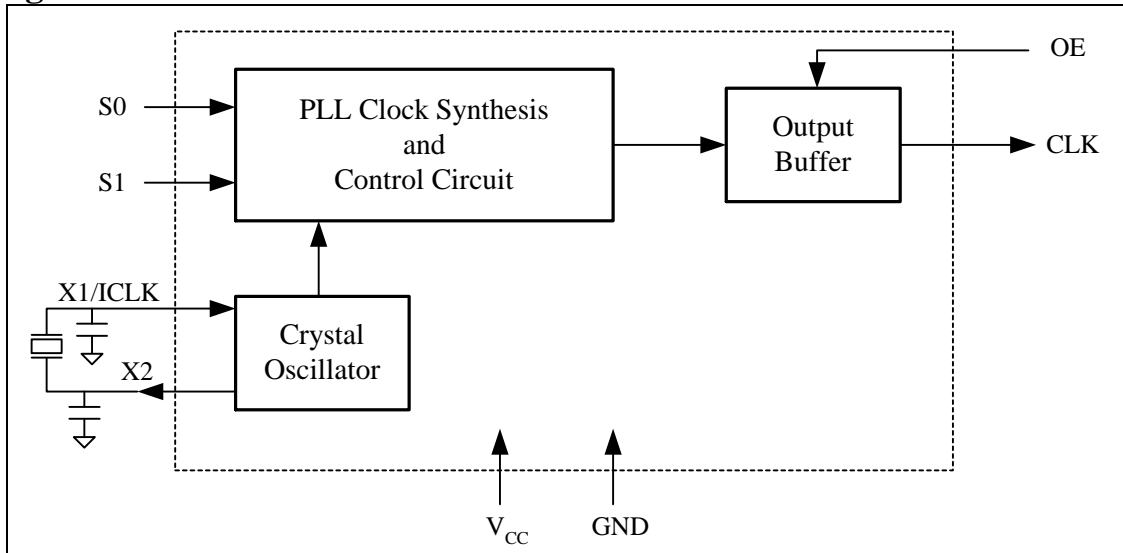 OE
S0
PLL Clock Synthesis
and
Control Circuit
Output
Buffer
CLK
S1
X1/ICLK
Crystal
Oscillator
X2
VCC
GND